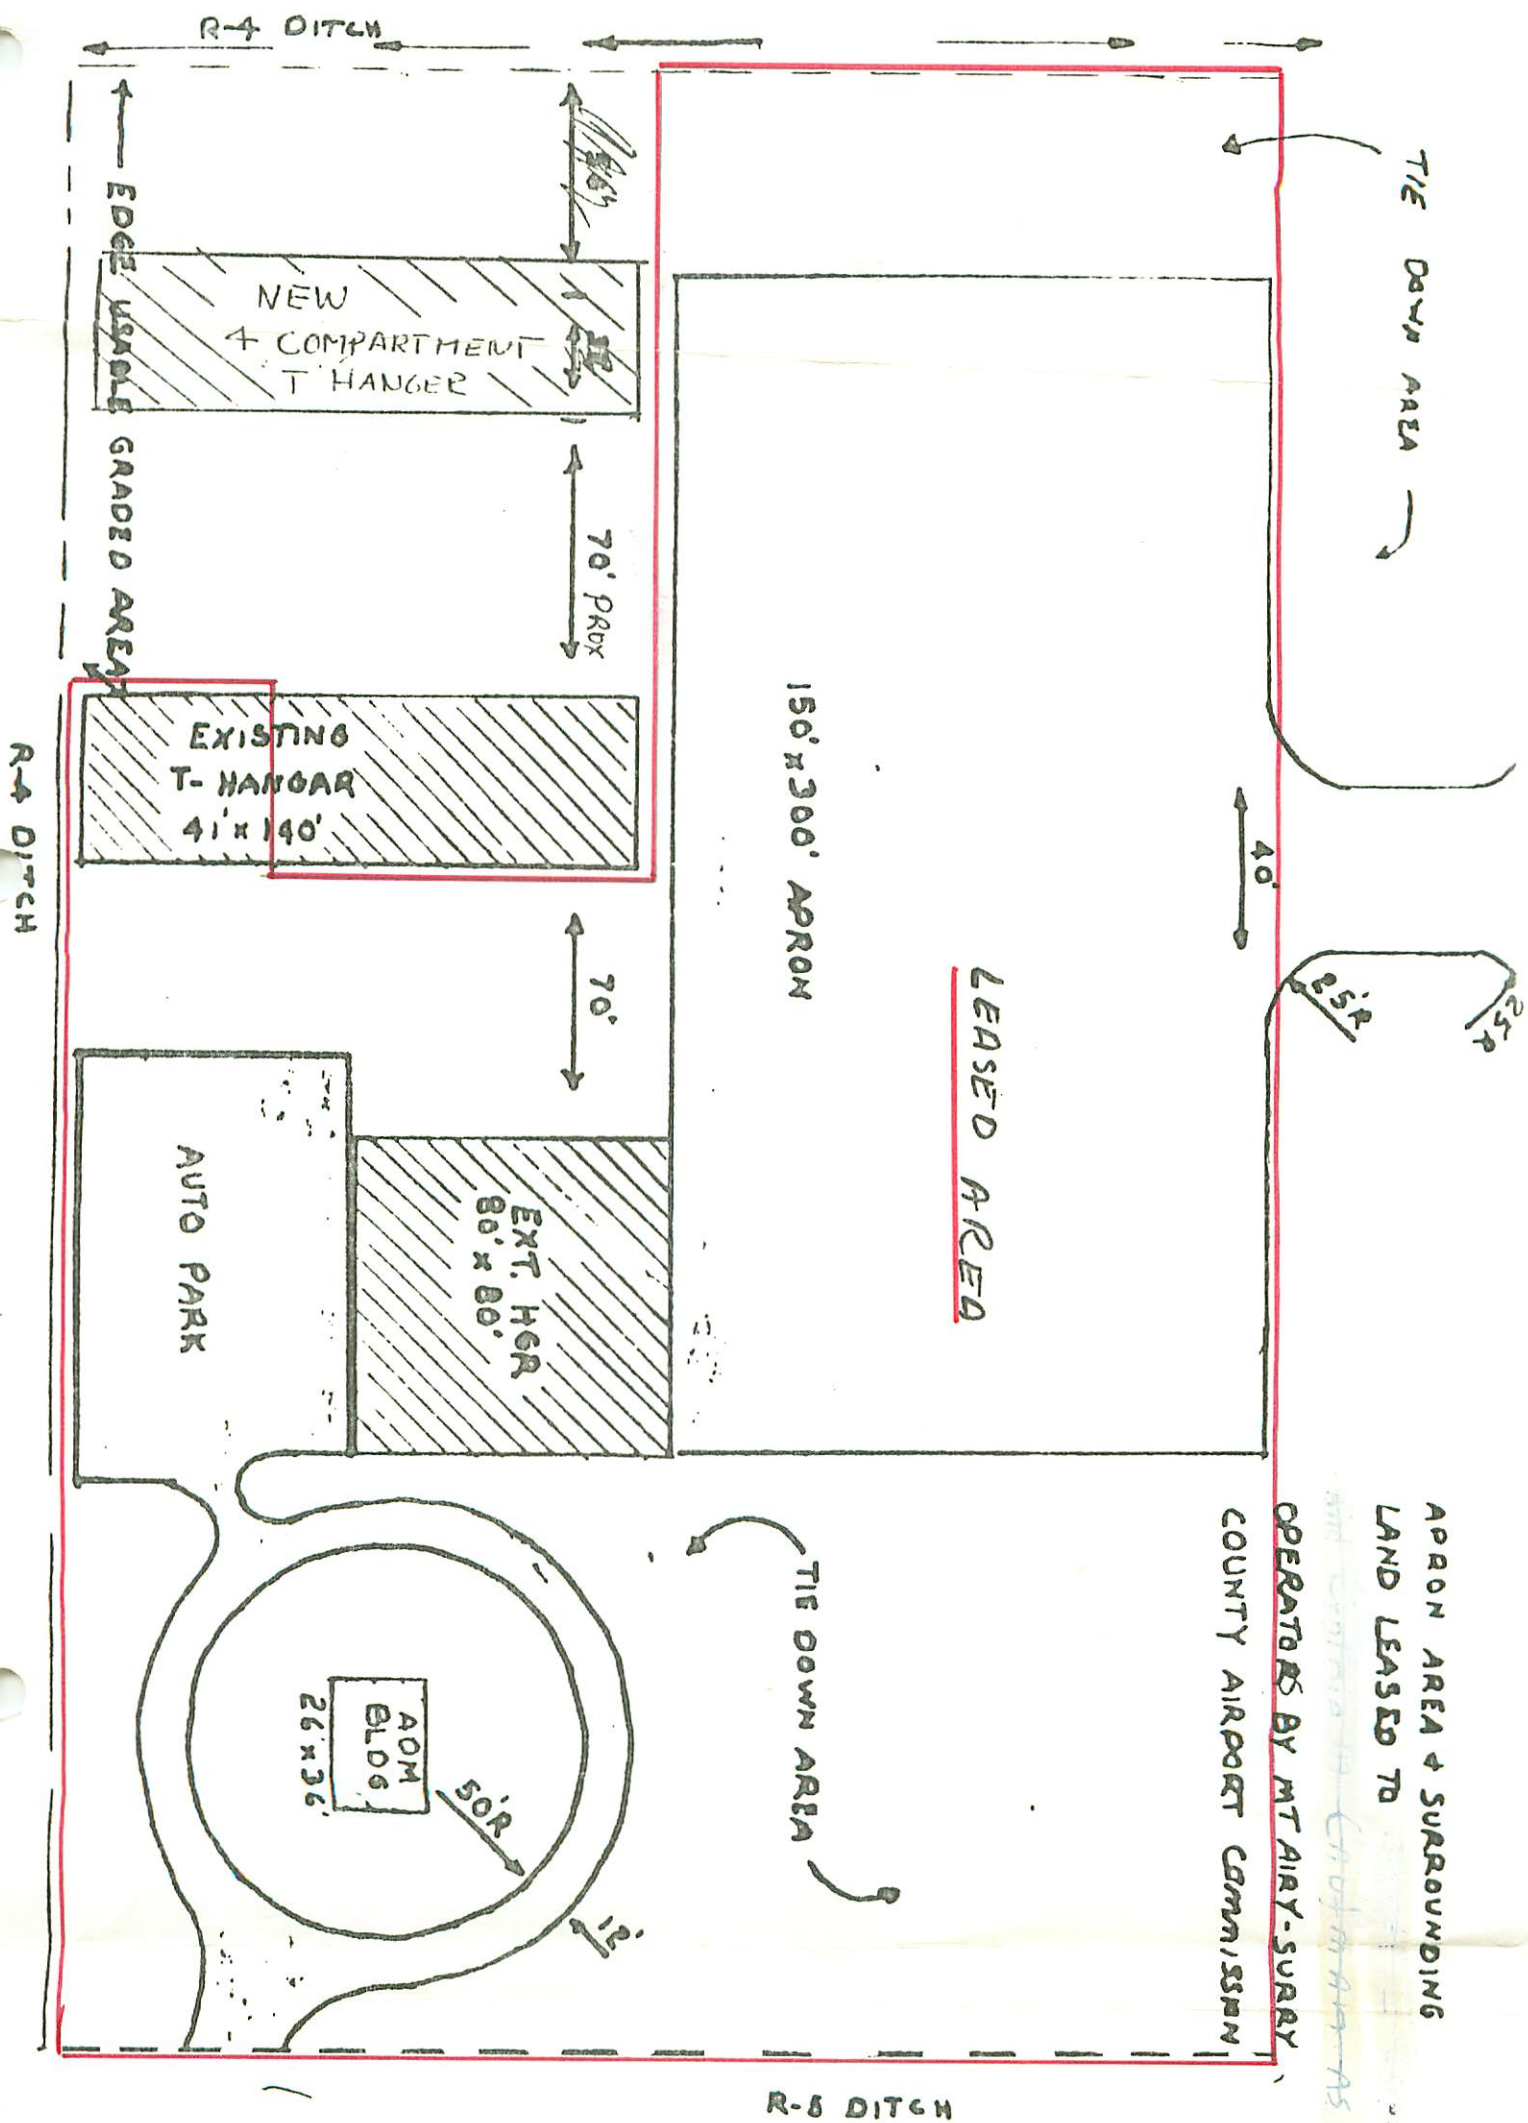 R-4 DITCH
TIE DOWN AREA
EDGE USABLE GRADED AREA
NEW
4 COMPARTMENT
T HANGER
70' PROX
EXISTING
T- HANGAR
41' x 140'
R-4 DITCH
150' x 300' APRON
40'
25'R
LEASED AREA
70'
AUTO PARK
EXT. HGR
80' x 80'
APRON AREA + SURROUNDING
LAND LEASED TO
OPERATORS BY MT AIRY-SURRY
COUNTY AIRPORT COMMISSHN
TIE DOWN AREA
ADM
BLDG
26' x 36'
50'R
12'
R-5 DITCH